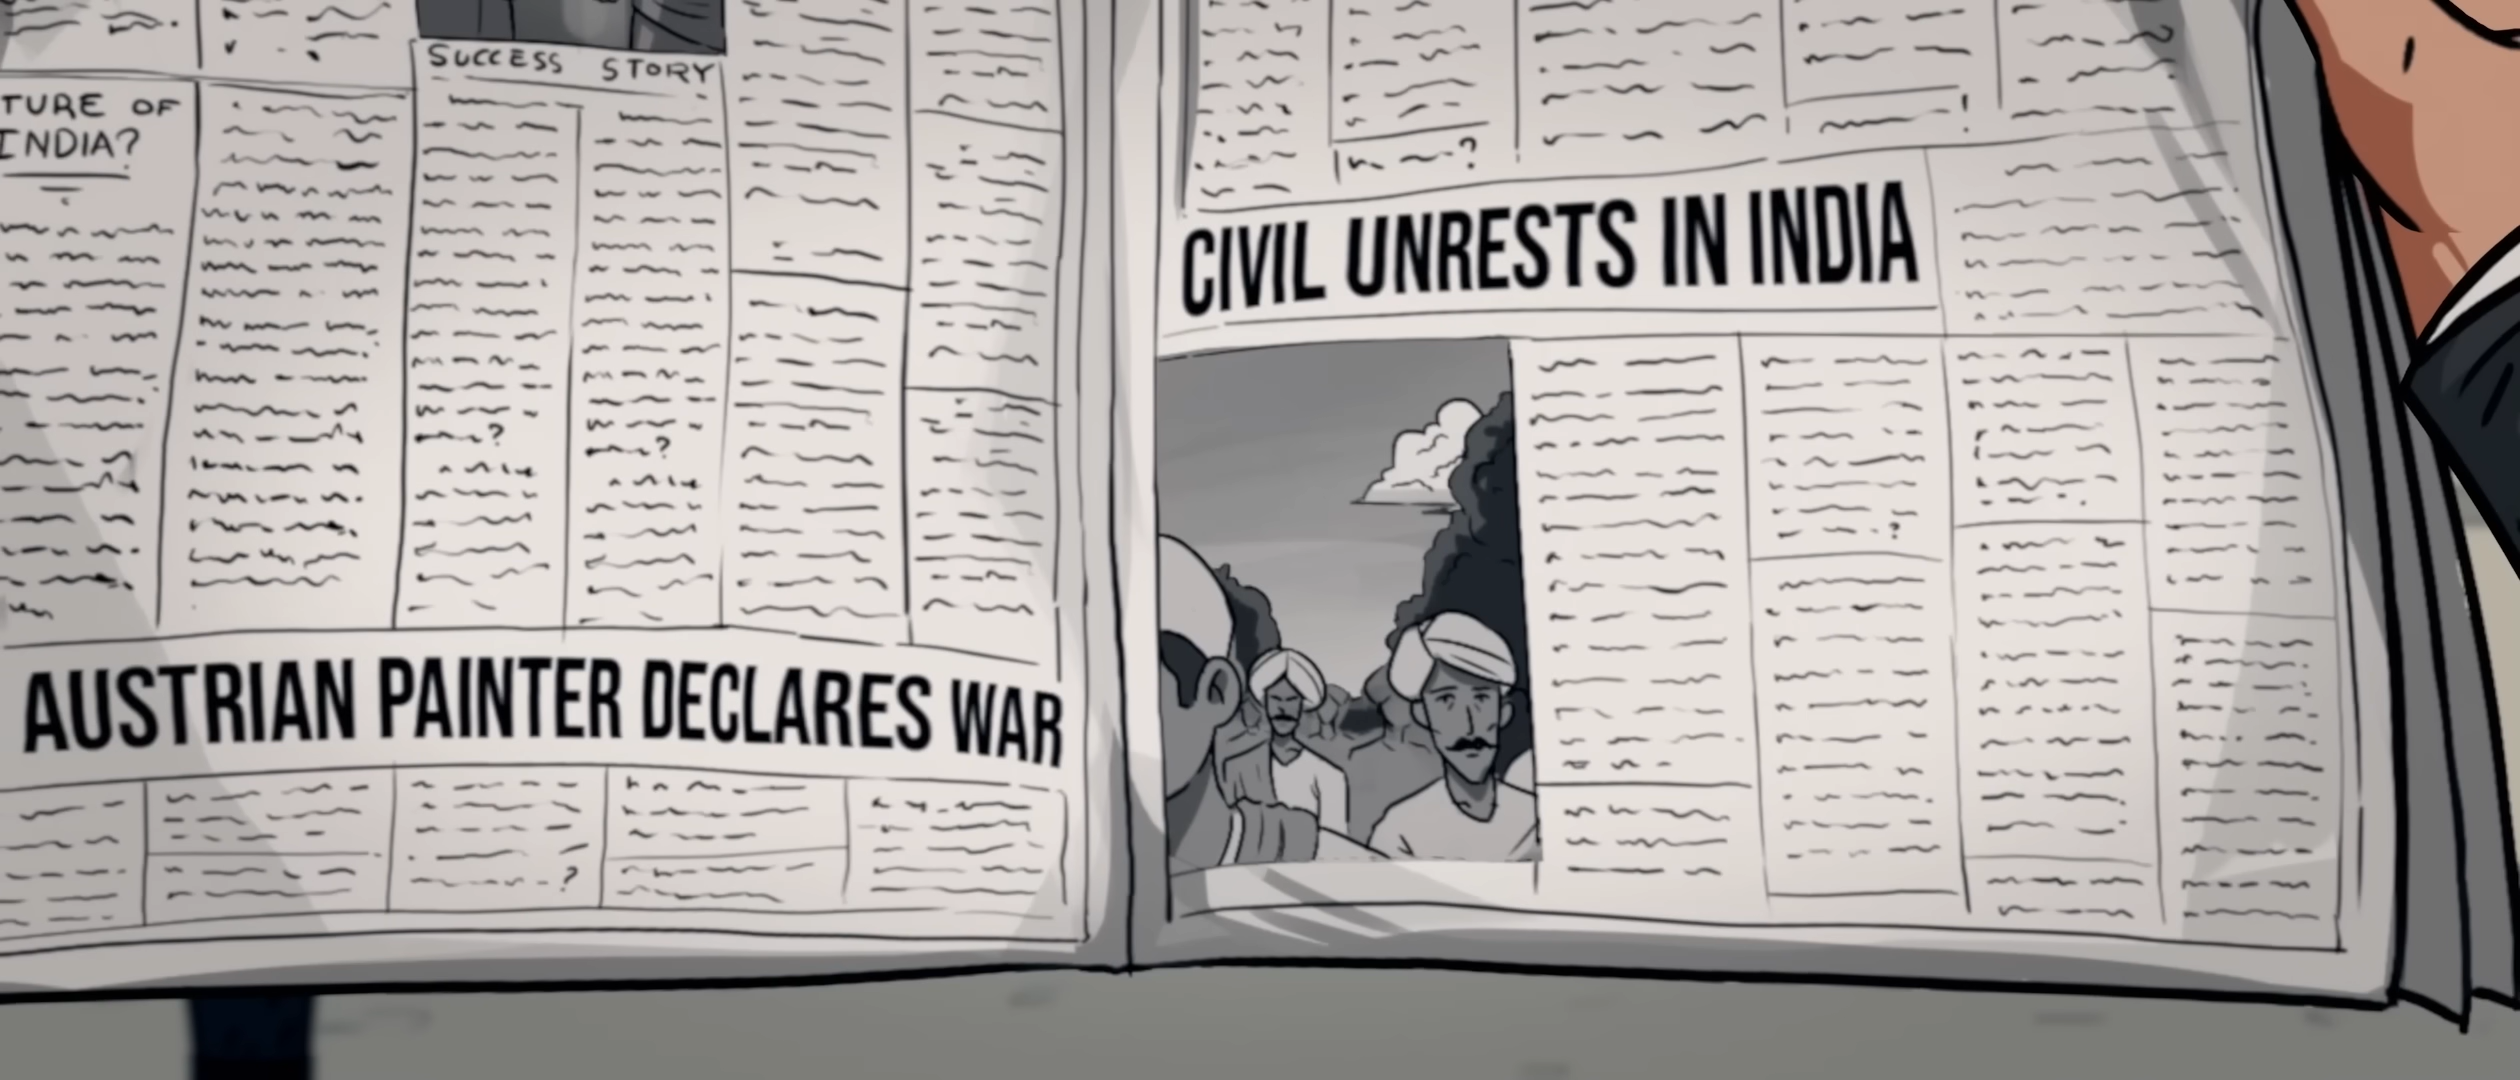 SUCCESS STORY
TURE OF
INDIA?
AUSTRIAN PAINTER DECLARES WAR
CIVIL UNRESTS IN INDIA